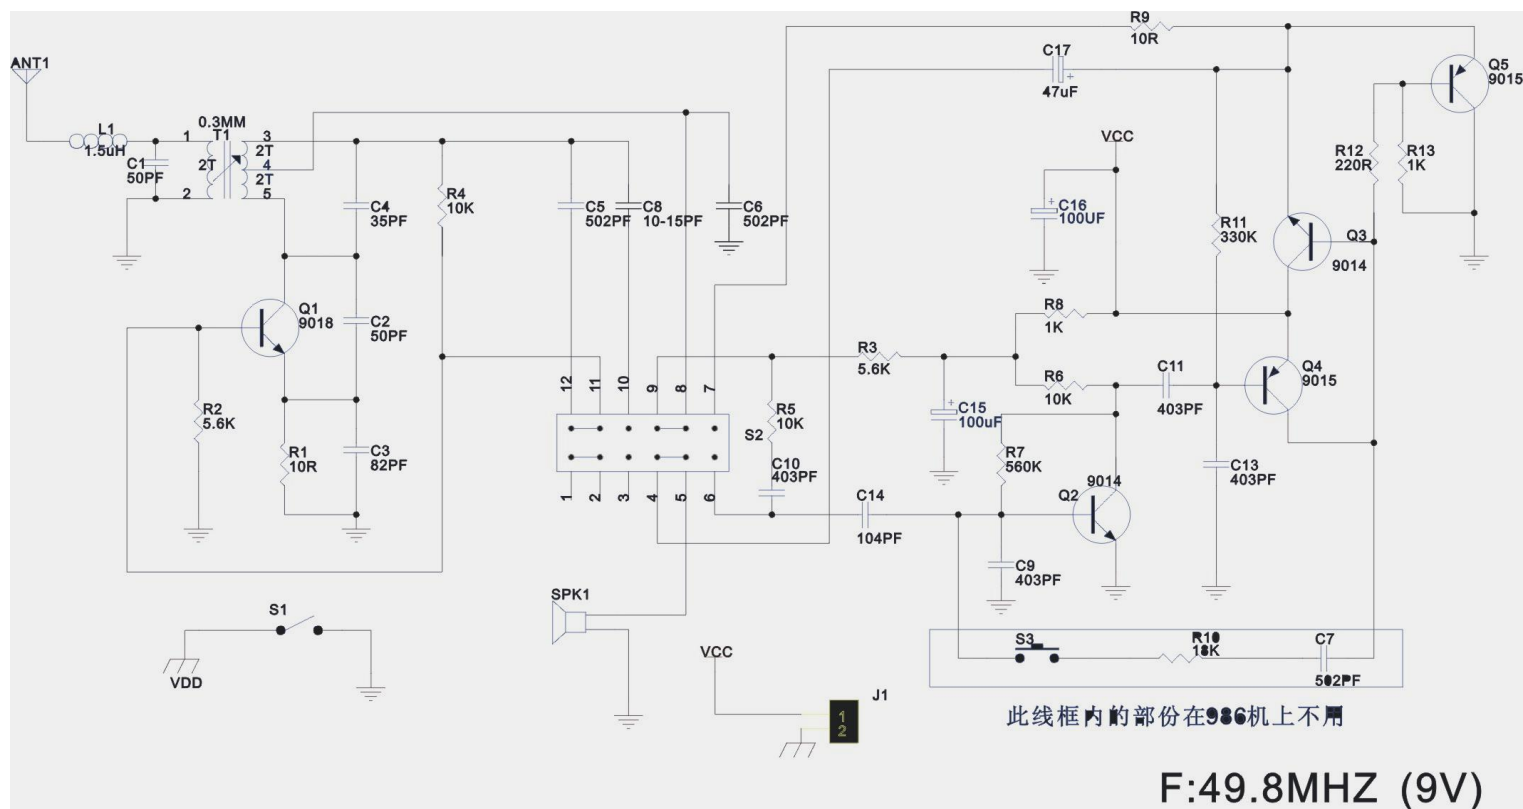 R9
10R
ANT1
C17
47uF
Q5
9015
0.3MM
L1
1.5uH
1
T1
3
2T
2T
4
2T
2
5
C1
50PF
VCC
R12
220R
R13
1K
C4
35PF
R4
10K
C5
502PF
C8
10-15PF
C6
502PF
C16
100UF
R11
330K
Q3
9014
Q1
9018
C2
50PF
R8
1K
R3
5.6K
R6
10K
C11
403PF
Q4
9015
12
11
10
9
8
7
R2
5.6K
R5
10K
C15
100uF
S2
R1
10R
C3
82PF
C10
403PF
R7
560K
C13
403PF
9014
Q2
1
2
3
4
5
6
C14
104PF
C9
403PF
S1
SPK1
VDD
VCC
S3
R10
18K
C7
502PF
J1
1
2
此线框内的部份在986机上不用
F:49.8MHZ (9V)